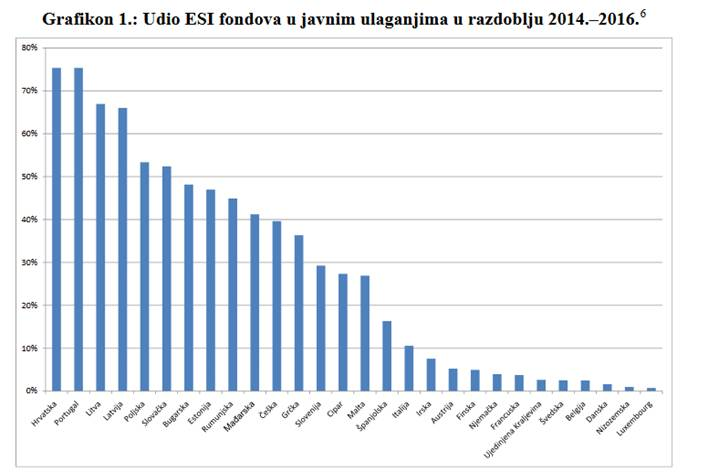 Grafikon 1.: Udio ESI fondova u javnim ulaganjima u razdoblju 2014.–2016.⁶
80%
70%
60%
50%
40%
30%
20%
10%
0%
Hrvatska
Portugal
Litva
Latvija
Poljska
Slovačka
Bugarska
Estonija
Rumunjska
Mađarska
Češka
Grčka
Slovenija
Cipar
Malta
Španjolska
Italija
Irska
Austrija
Finska
Njemačka
Francuska
Ujedinjena Kraljevina
Švedska
Belgija
Danska
Nizozemska
Luxembourg